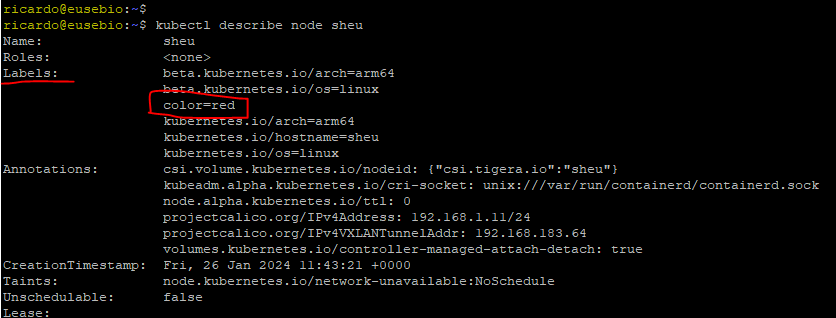 ricardo@eusebio:~$
ricardo@eusebio:~$ kubectl describe node sheu
Name:               sheu
Roles:              <none>
Labels:             beta.kubernetes.io/arch=arm64
                    beta.kubernetes.io/os=linux
                    color=red
                    kubernetes.io/arch=arm64
                    kubernetes.io/hostname=sheu
                    kubernetes.io/os=linux
Annotations:        csi.volume.kubernetes.io/nodeid: {"csi.tigera.io":"sheu"}
                    kubeadm.alpha.kubernetes.io/cri-socket: unix:///var/run/containerd/containerd.sock
                    node.alpha.kubernetes.io/ttl: 0
                    projectcalico.org/IPv4Address: 192.168.1.11/24
                    projectcalico.org/IPv4VXLANTunnelAddr: 192.168.183.64
                    volumes.kubernetes.io/controller-managed-attach-detach: true
CreationTimestamp:  Fri, 26 Jan 2024 11:43:21 +0000
Taints:             node.kubernetes.io/network-unavailable:NoSchedule
Unschedulable:      false
Lease: